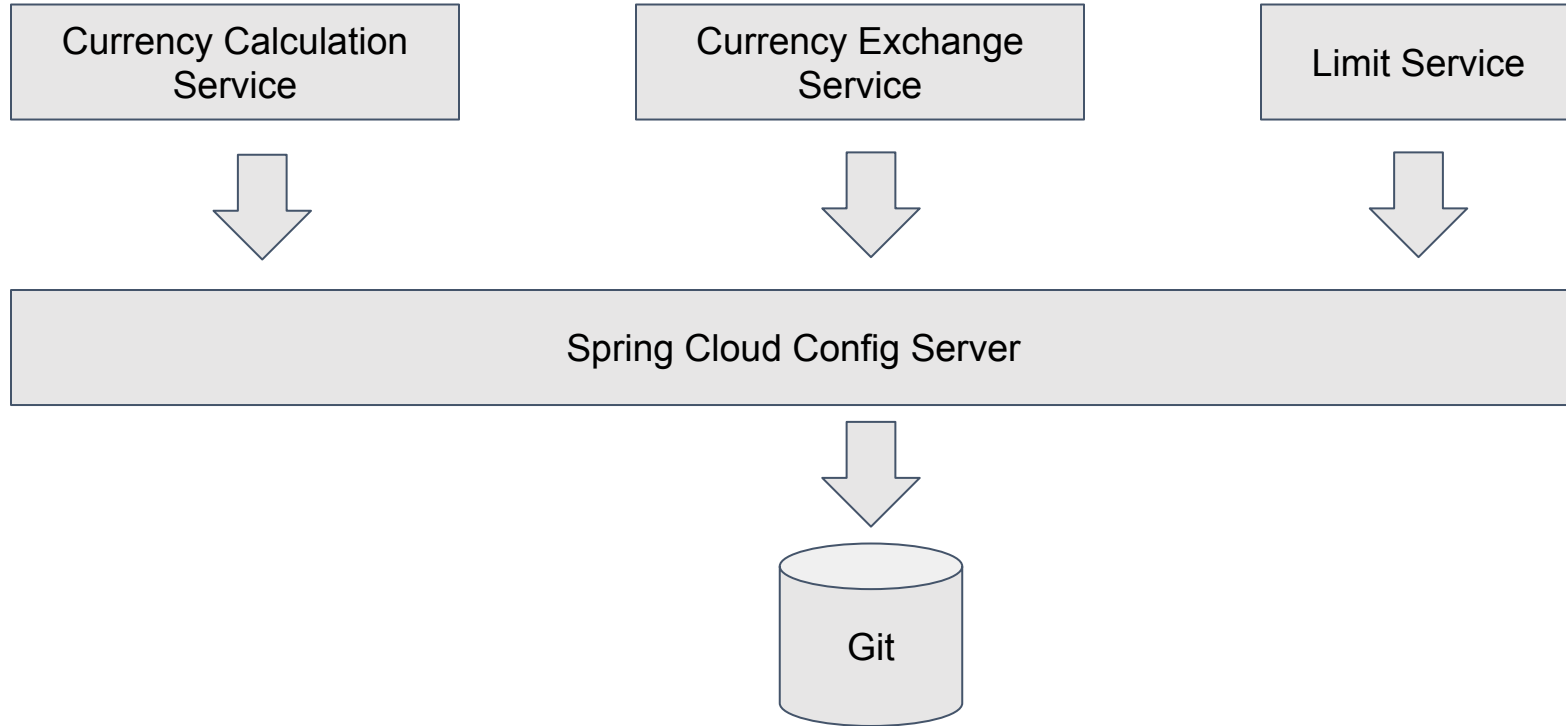 Currency Calculation
Service
Currency Exchange
Service
Limit Service
Spring Cloud Config Server
Git